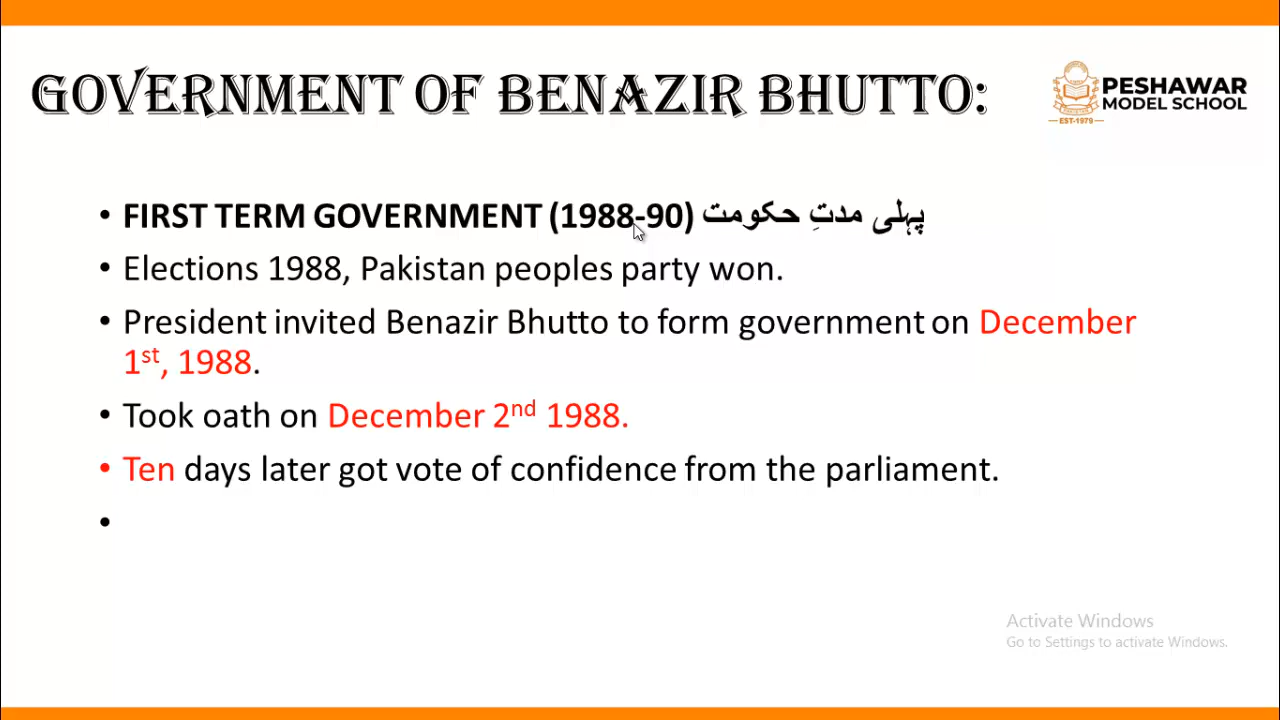 GOVERNMENT OF BENAZIR BHUTTO:
PESHAWAR
MODEL SCHOOL
EST-1979
• FIRST TERM GOVERNMENT (1988-90) پہلی مدتِ حکومت
• Elections 1988, Pakistan peoples party won.
• President invited Benazir Bhutto to form government on December
1st, 1988.
• Took oath on December 2nd 1988.
• Ten days later got vote of confidence from the parliament.
•
Activate Windows
Go to Settings to activate Windows.